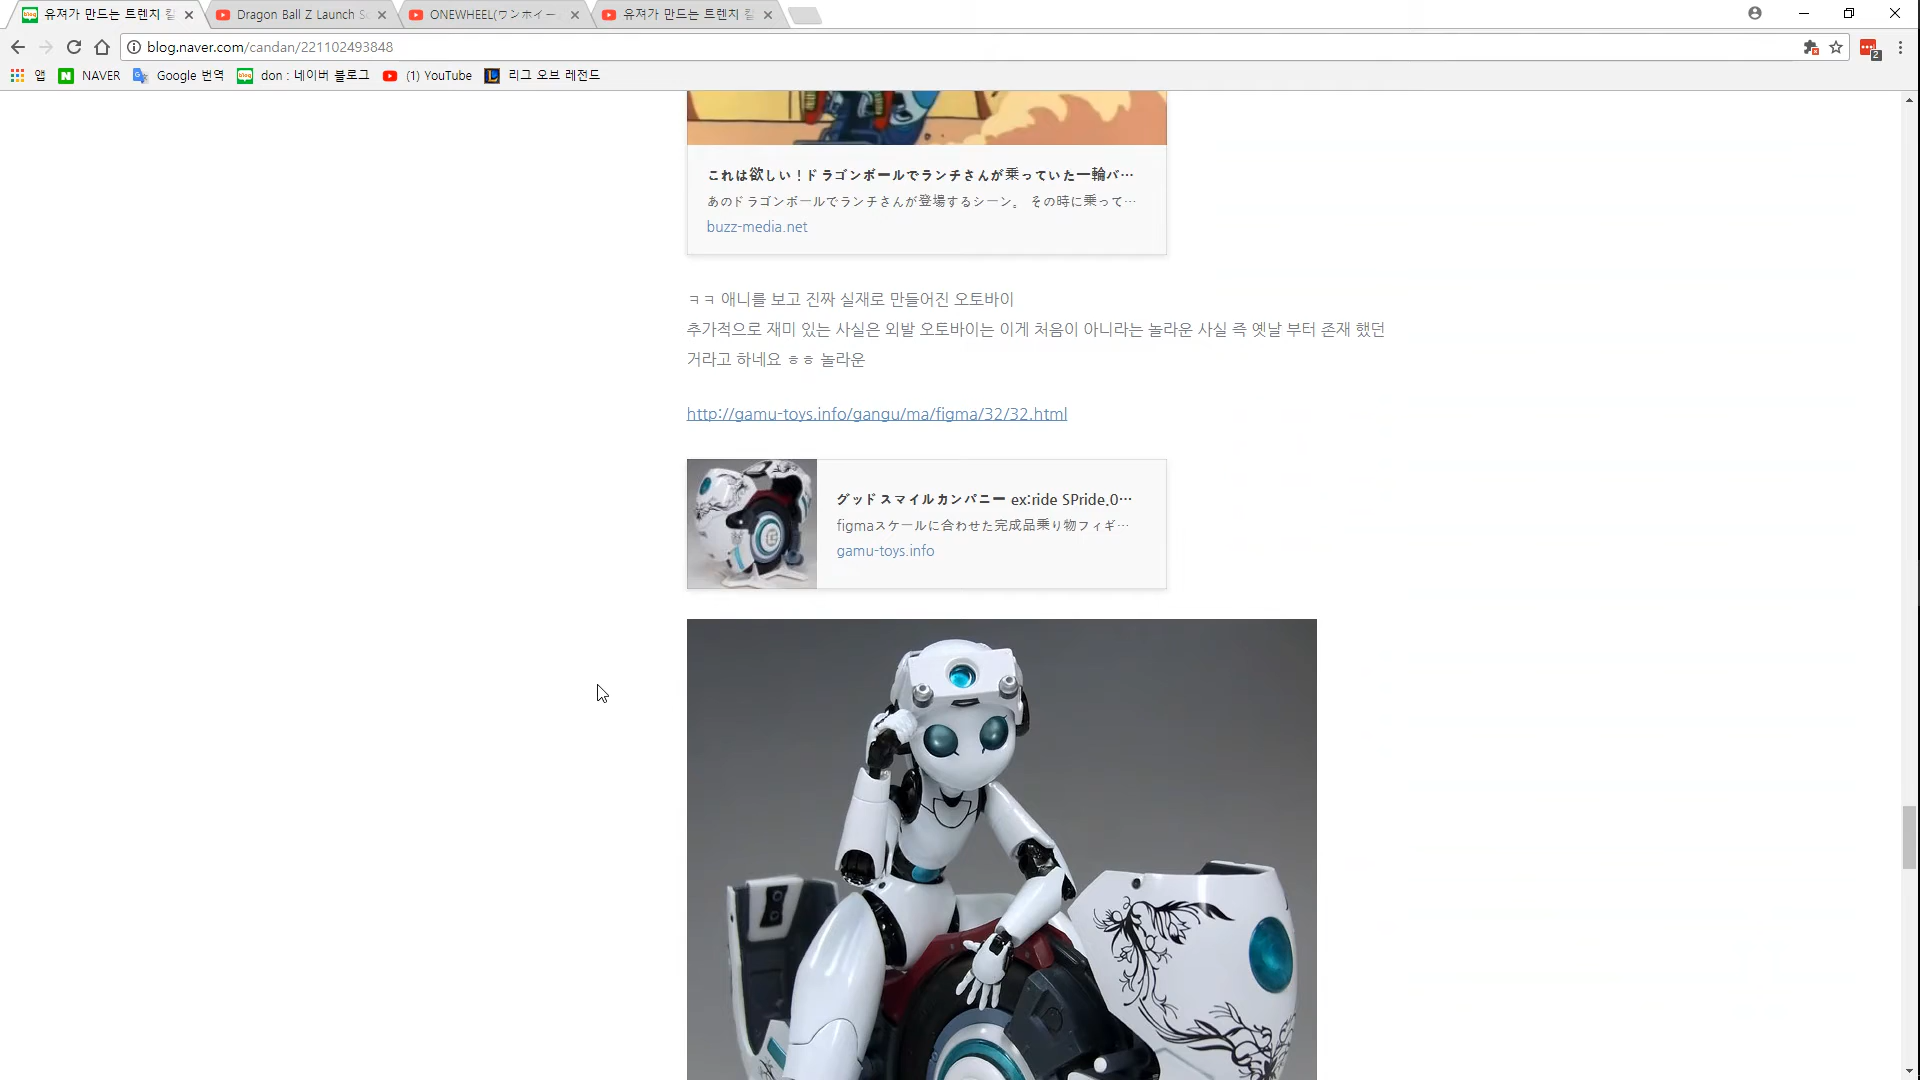 유져가 만드는 트렌치 킬
Dragon Ball Z Launch Sc
ONEWHEEL(ワンホイー
유져가 만드는 트렌치 킬
blog.naver.com/candan/221102493848
2
앱 NAVER Google 번역 don : 네이버 블로그 (1) YouTube 리그 오브 레전드
これは欲しい！ドラゴンボールでランチさんが乗っていた一輪バ…
あのドラゴンボールでランチさんが登場するシーン。 その時に乗って…
buzz-media.net
ㅋㅋ 애니를 보고 진짜 실재로 만들어진 오토바이
추가적으로 재미 있는 사실은 외발 오토바이는 이게 처음이 아니라는 놀라운 사실 즉 옛날 부터 존재 했던
거라고 하네요 ㅎㅎ 놀라운
http://gamu-toys.info/gangu/ma/figma/32/32.html
グッドスマイルカンパニー ex:ride SPride.0…
figmaスケールに合わせた完成品乗り物フィギ…
gamu-toys.info